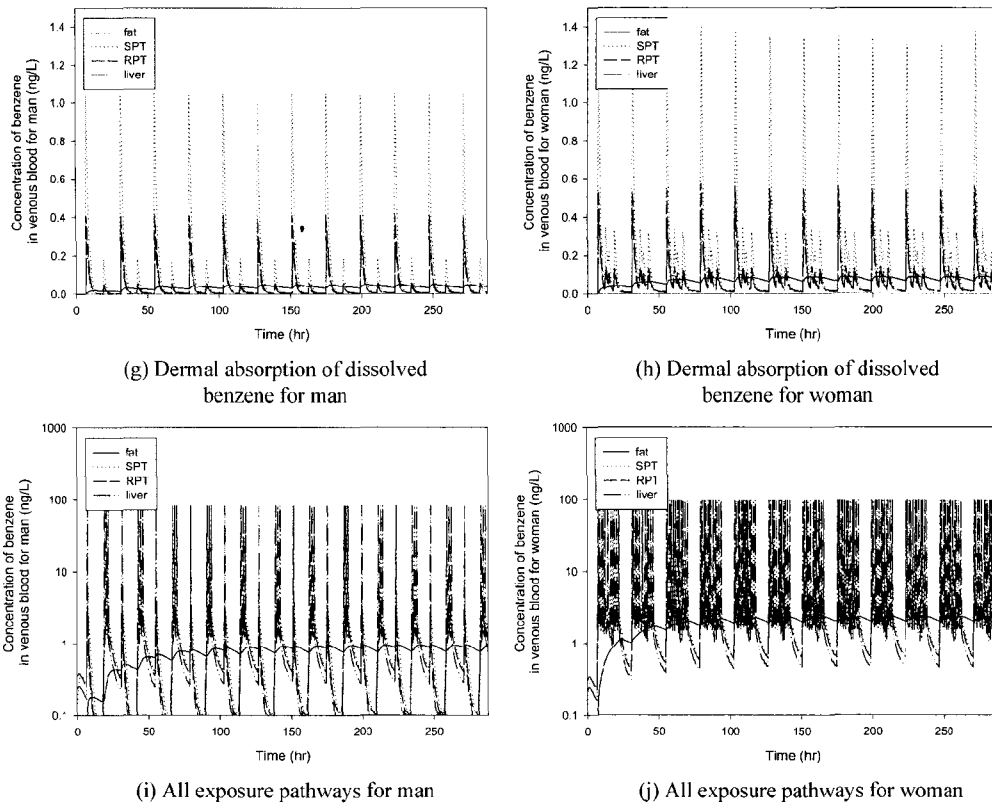 1.4
1.2
1.0
0.8
0.6
0.4
0.2
0.0
Concentration of benzene
in venous blood for man (ng/L)
fat
SPT
RPT
liver
0 50 100 150 200 250
Time (hr)
(g) Dermal absorption of dissolved
benzene for man
1.4
1.2
1.0
0.8
0.6
0.4
0.2
0.0
Concentration of benzene
in venous blood for woman (ng/L)
fat
SPT
RPT
liver
0 50 100 150 200 250
Time (hr)
(h) Dermal absorption of dissolved
benzene for woman
1000
100
10
1
0.1
Concentration of benzene
in venous blood for man (ng/L)
fat
SPT
RPT
liver
0 50 100 150 200 250
Time (hr)
(i) All exposure pathways for man
1000
100
10
1
0.1
Concentration of benzene
in venous blood for woman (ng/L)
fat
SPT
RPT
liver
0 50 100 150 200 250
Time (hr)
(j) All exposure pathways for woman